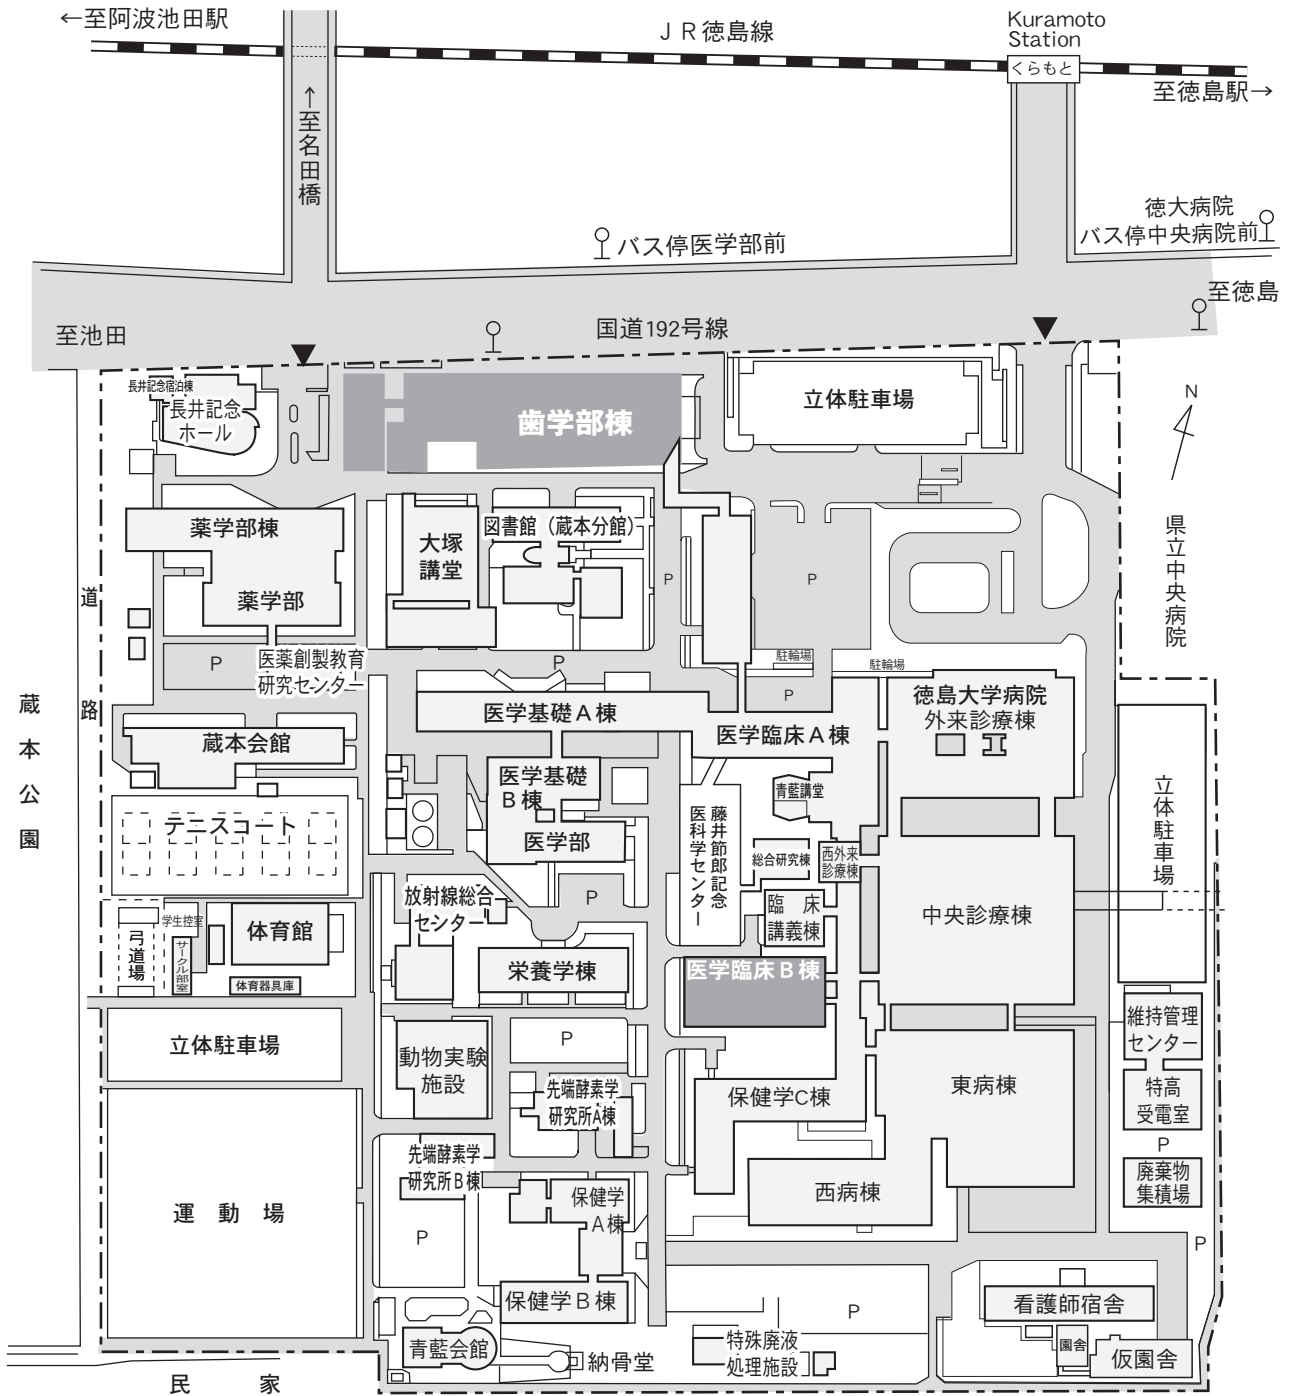 ←至阿波池田駅
JR徳島線
Kuramoto
Station
くらもと
至徳島駅→
←至名田橋
徳大病院
バス停中央病院前
バス停医学部前
至徳島
至池田
国道192号線
長井記念宿泊棟
長井記念
ホール
歯学部棟
立体駐車場
N
薬学部棟
薬学部
大塚
講堂
図書館（蔵本分館）
P
P
県立中央病院
道路
P
医薬創製教育
研究センター
P
駐輪場
駐輪場
P
蔵本公園
蔵本会館
医学基礎A棟
医学臨床A棟
徳島大学病院
外来診療棟
医学基礎
B棟
医学部
青藍講堂
テニスコート
藤井節郎記念
医科学センター
総合研究棟
西外来
診療棟
立体駐車場
放射線総合
センター
P
臨床
講義棟
中央診療棟
弓道場
学生控室
サークル部室
体育館
体育器具庫
栄養学棟
医学臨床B棟
立体駐車場
動物実験
施設
P
維持管理
センター
先端酵素学
研究所A棟
保健学C棟
東病棟
特高
受電室
P
先端酵素学
研究所B棟
廃棄物
集積場
運動場
保健学
A棟
西病棟
P
P
保健学B棟
P
看護師宿舎
青藍会館
納骨堂
特殊廃液
処理施設
園舎
仮園舎
民家